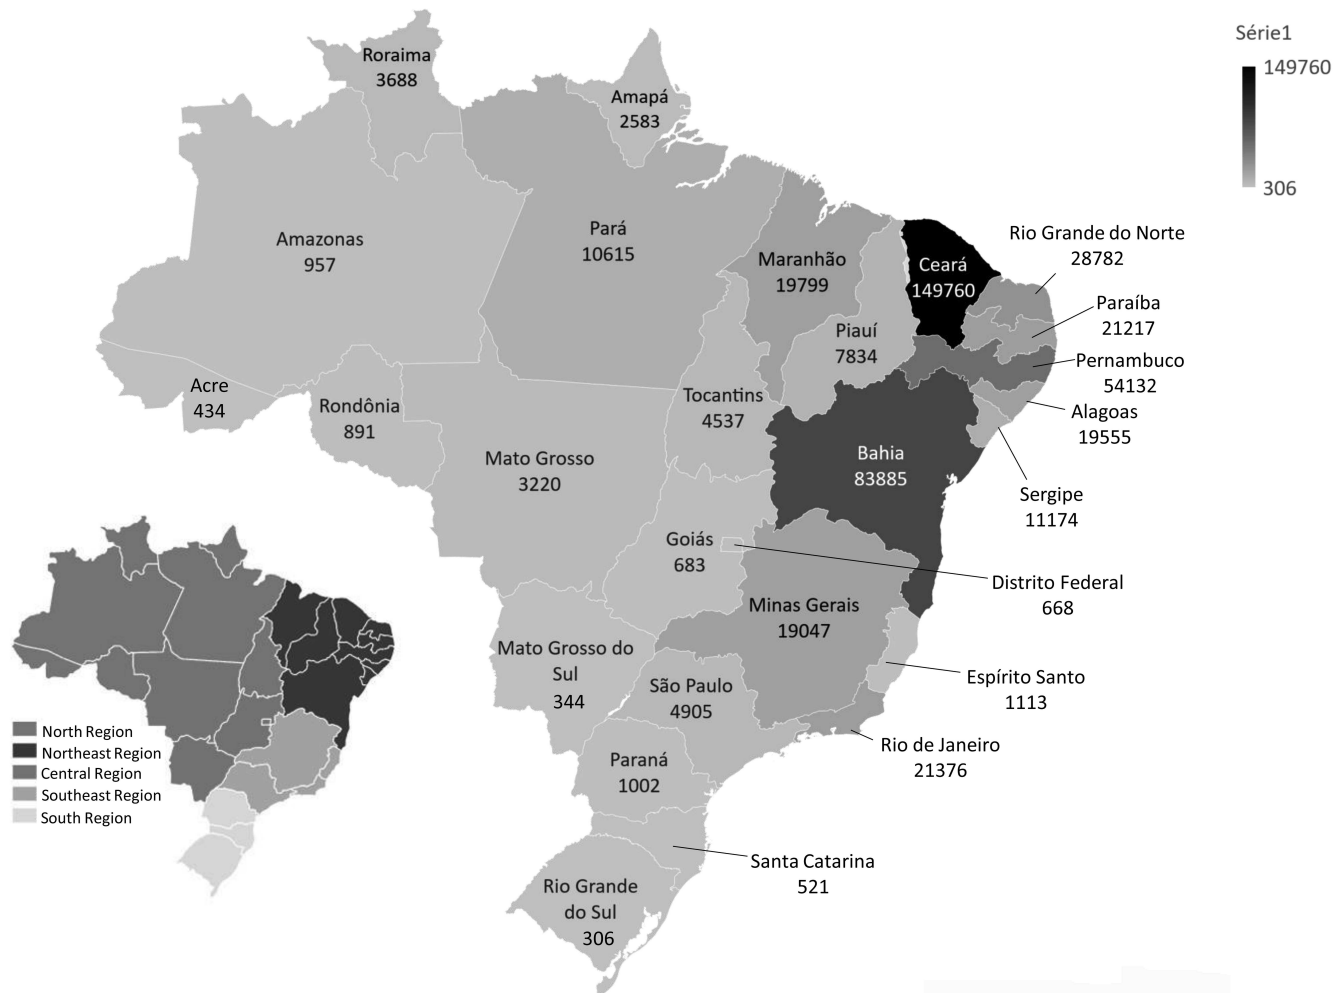 Série1
149760
306
Roraima
3688
Amapá
2583
Amazonas
957
Pará
10615
Maranhão
19799
Ceará
149760
Rio Grande do Norte
28782
Paraíba
21217
Piauí
7834
Pernambuco
54132
Acre
434
Rondônia
891
Tocantins
4537
Alagoas
19555
Mato Grosso
3220
Bahia
83885
Sergipe
11174
Goiás
683
Distrito Federal
668
Minas Gerais
19047
Mato Grosso do
Sul
344
São Paulo
4905
Espírito Santo
1113
Rio de Janeiro
21376
Paraná
1002
Santa Catarina
521
Rio Grande
do Sul
306
North Region
Northeast Region
Central Region
Southeast Region
South Region